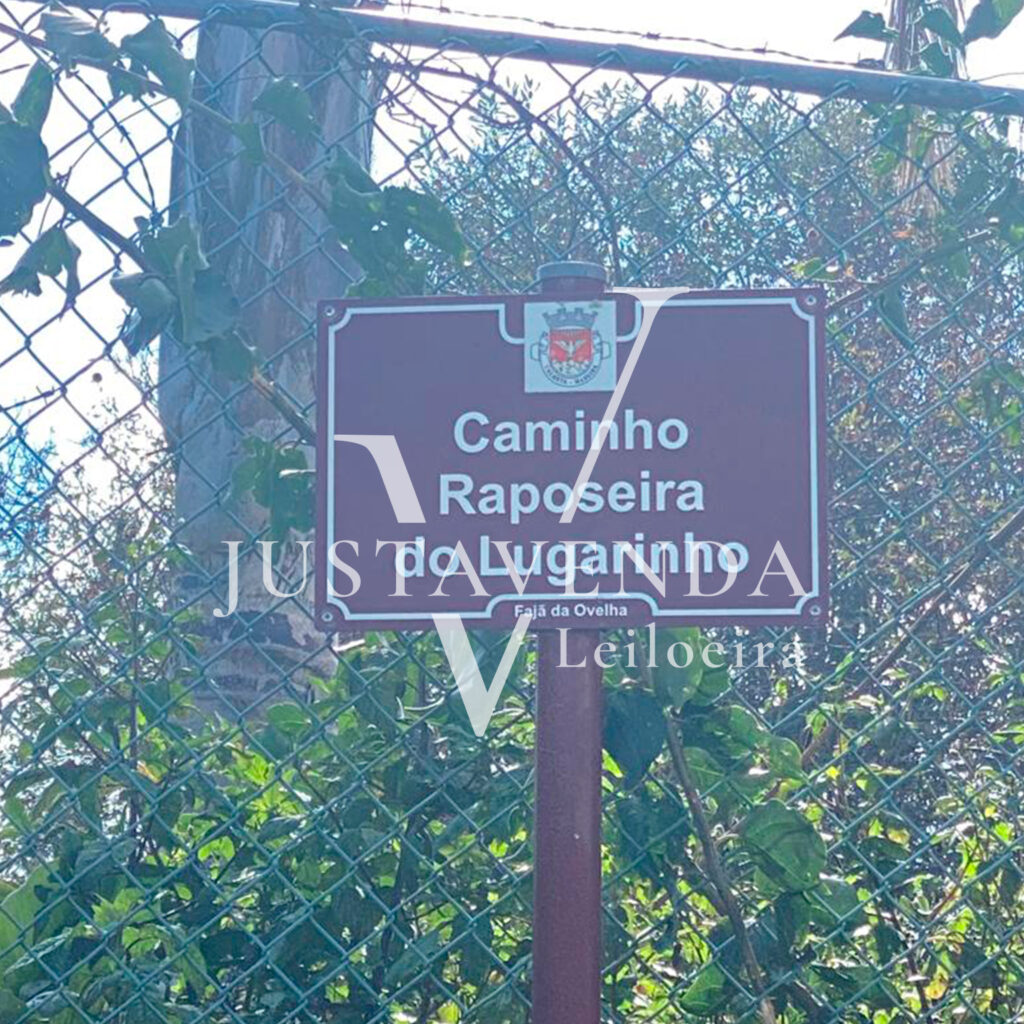 Caminho
Raposeira
do Lugarinho
Fajã da Ovelha
JUSTAVENDA
Leiloeira